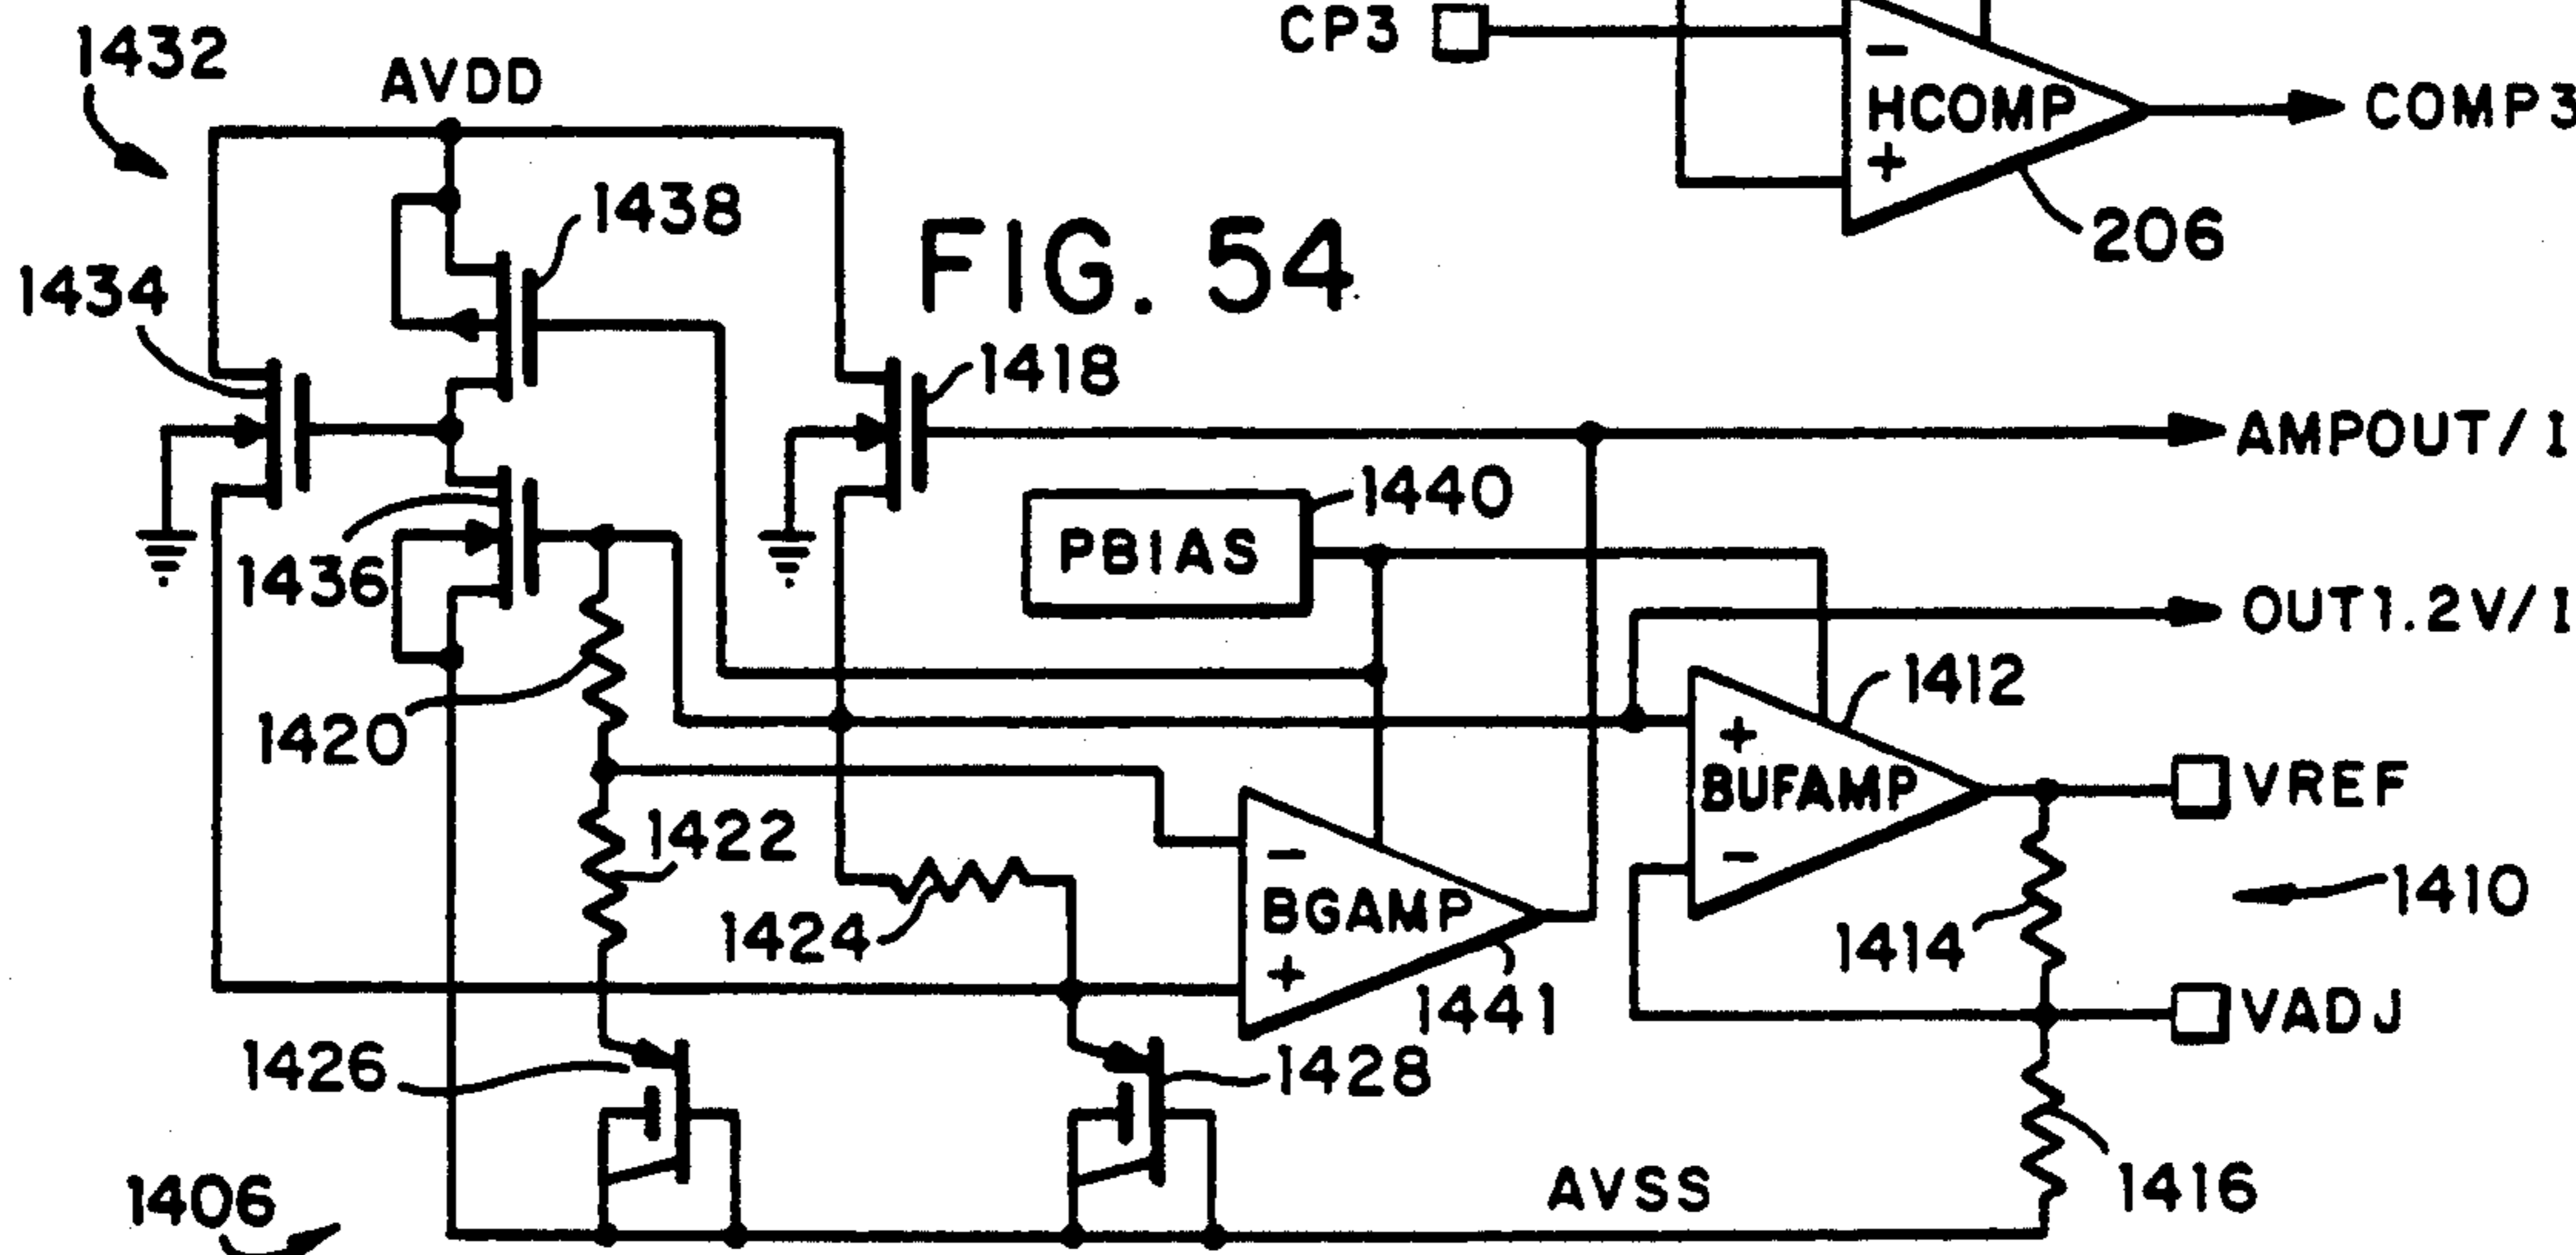 CP3
1432
AVDD
-
HCOMP
+
COMP3
206
1438
FIG. 54
1434
1418
AMPOUT/I
1440
PBIAS
1436
OUT1.2V/I
1412
1420
+
BUFAMP
-
VREF
1422
1410
-
BGAMP
+
1424
1414
1441
VADJ
1426
1428
AVSS
1416
1406